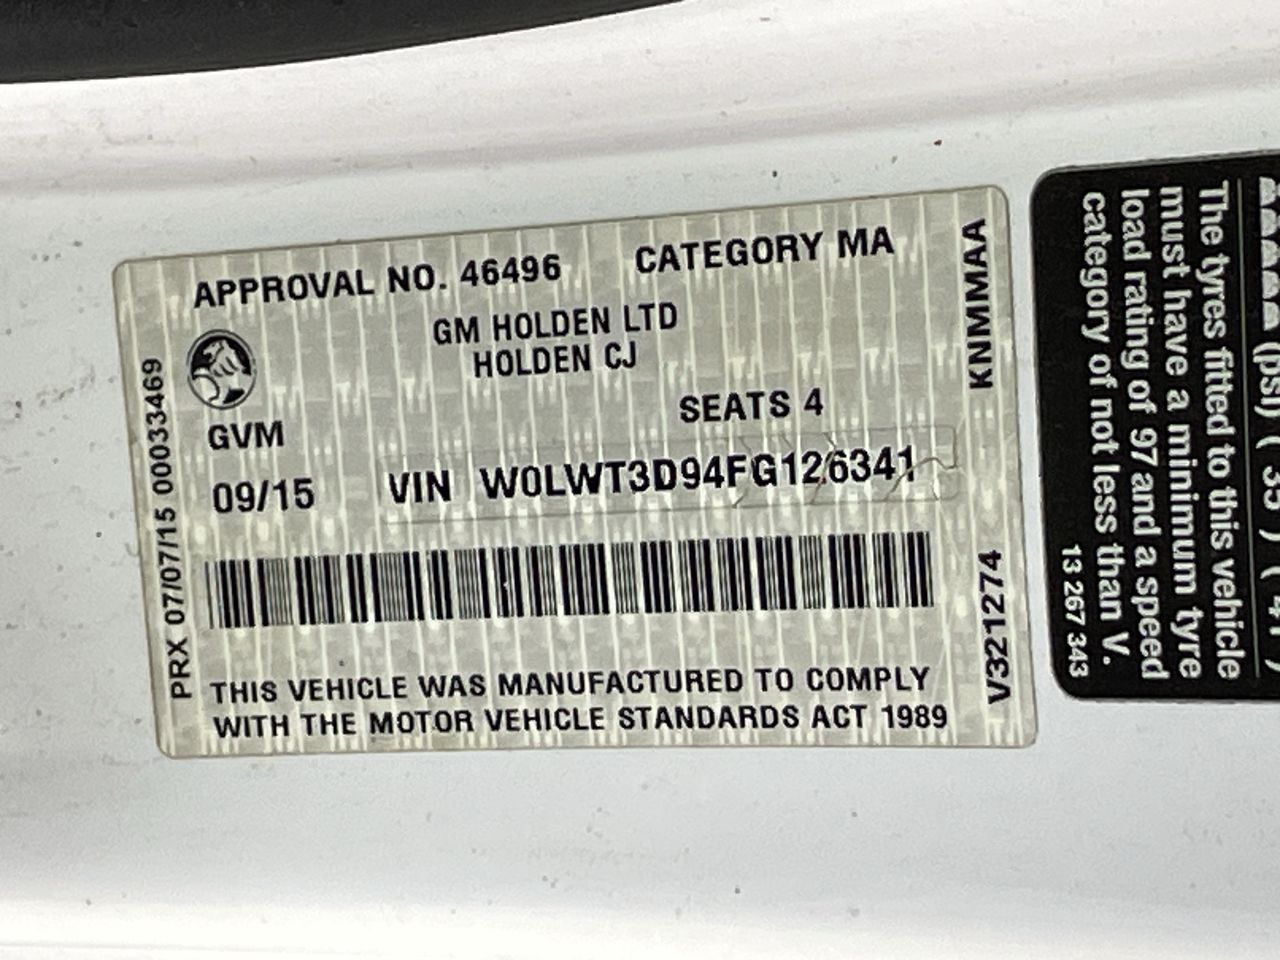 APPROVAL NO. 46496 CATEGORY MA
GM HOLDEN LTD
HOLDEN CJ
SEATS 4
GVM
09/15 VIN W0LWT3D94FG126341
THIS VEHICLE WAS MANUFACTURED TO COMPLY
WITH THE MOTOR VEHICLE STANDARDS ACT 1989
PRX 07/07/15 00033469
KNMMAA
V321274
(psi) ( 35 )
The tyres fitted to this vehicle
must have a minimum tyre
load rating of 97 and a speed
category of not less than V.
13 267 343